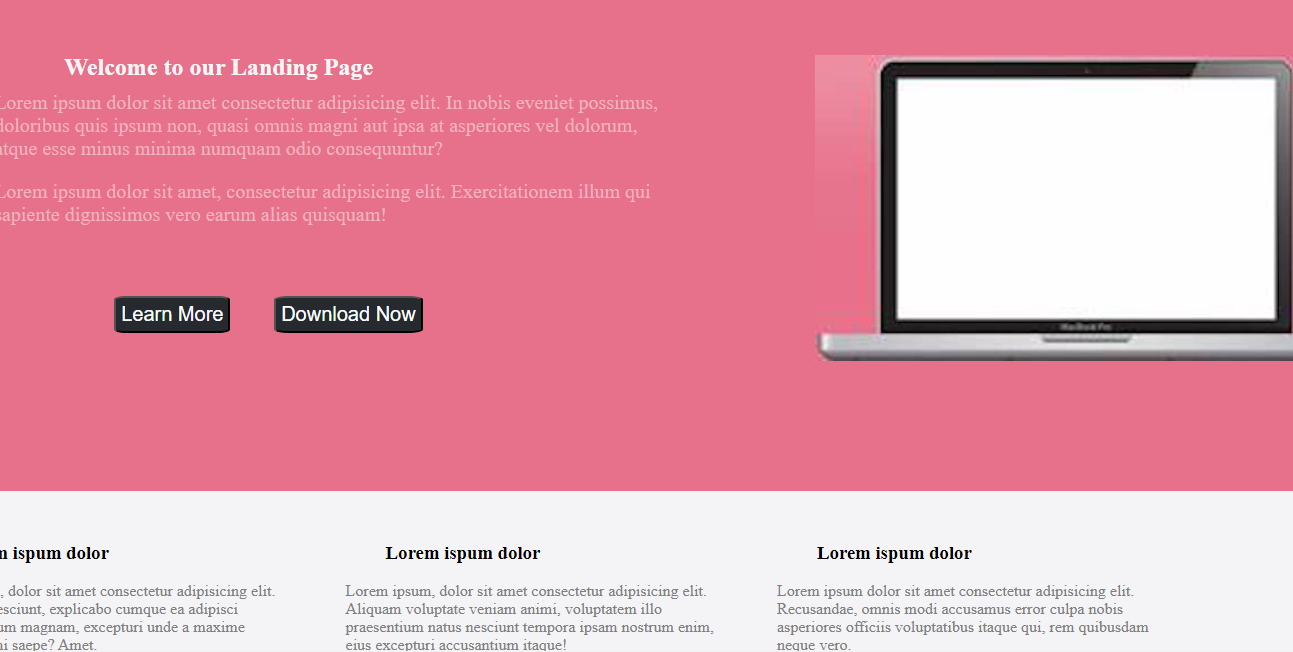 Welcome to our Landing Page
Lorem ipsum dolor sit amet consectetur adipisicing elit. In nobis eveniet possimus,
doloribus quis ipsum non, quasi omnis magni aut ipsa at asperiores vel dolorum,
atque esse minus minima numquam odio consequuntur?
Lorem ipsum dolor sit amet, consectetur adipisicing elit. Exercitationem illum qui
sapiente dignissimos vero earum alias quisquam!
Learn More
Download Now
MacBook Pro
ispum dolor
dolor sit amet consectetur adipisicing elit.
explicabo cumque ea adipisci
magnam, excepturi unde a maxime
saepe? Amet.
Lorem ispum dolor
Lorem ipsum, dolor sit amet consectetur adipisicing elit.
Aliquam voluptate veniam animi, voluptatem illo
praesentium natus nesciunt tempora ipsam nostrum enim,
eius excepturi accusantium itaque!
Lorem ispum dolor
Lorem ipsum dolor sit amet consectetur adipisicing elit.
Recusandae, omnis modi accusamus error culpa nobis
asperiores officiis voluptatibus itaque qui, rem quibusdam
neque vero.